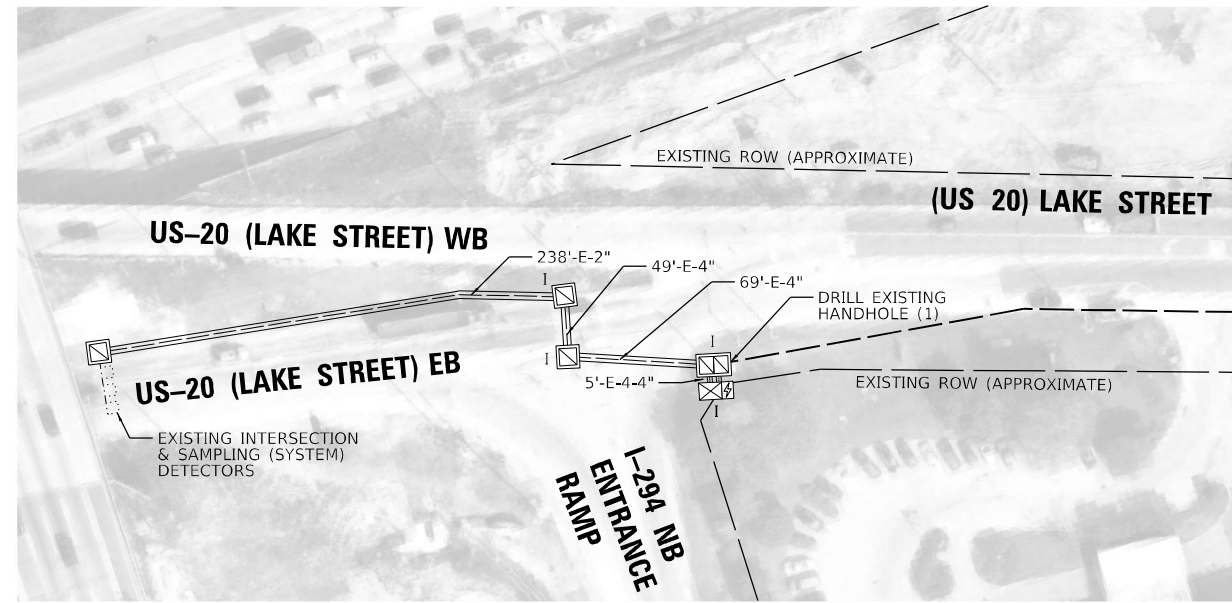 EXISTING ROW (APPROXIMATE)
(US 20) LAKE STREET
US–20 (LAKE STREET) WB
238'-E-2"
I
49'-E-4"
69'-E-4"
DRILL EXISTING
HANDHOLE (1)
I
I
5'-E-4-4"
I
EXISTING ROW (APPROXIMATE)
US–20 (LAKE STREET) EB
EXISTING INTERSECTION
& SAMPLING (SYSTEM)
DETECTORS
I–294 NB
ENTRANCE
RAMP